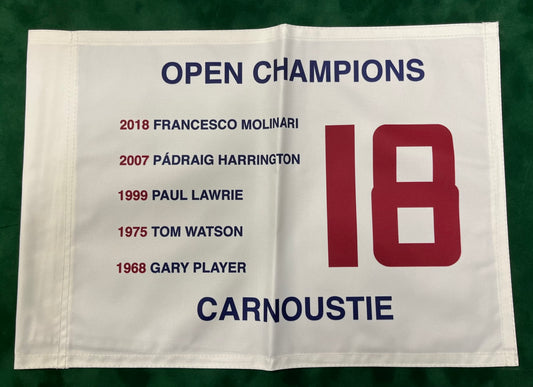 OPEN CHAMPIONS
2018 FRANCESCO MOLINARI
2007 PÁDRAIG HARRINGTON
1999 PAUL LAWRIE
1975 TOM WATSON
1968 GARY PLAYER
18
CARNOUSTIE